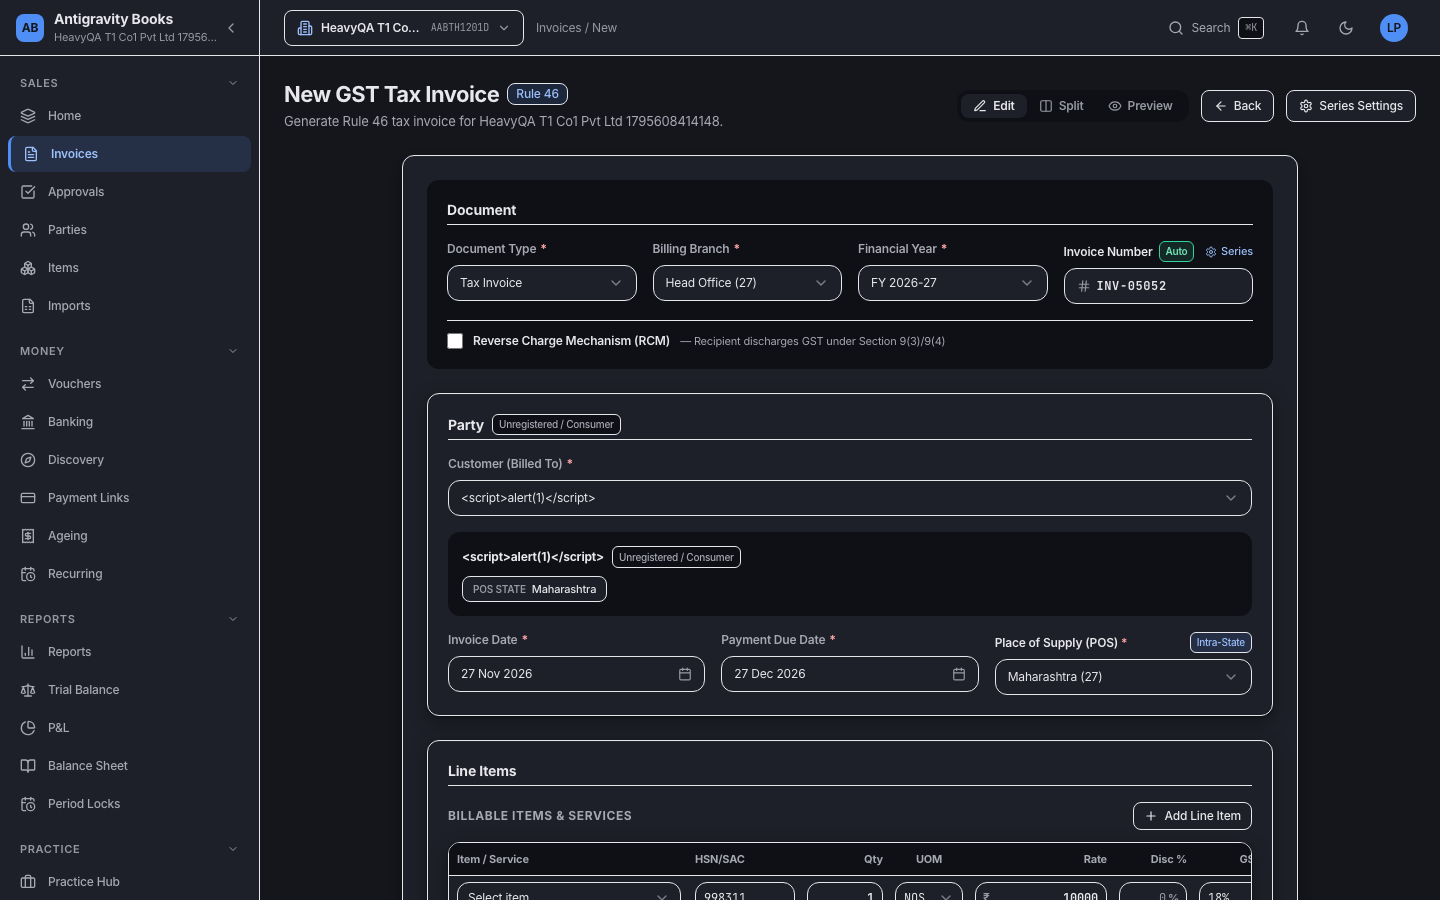 AB
Antigravity Books
HeavyQA T1 Co1 Pvt Ltd 17956...
SALES
Home
Invoices
Approvals
Parties
Items
Imports
MONEY
Vouchers
Banking
Discovery
Payment Links
Ageing
Recurring
REPORTS
Reports
Trial Balance
P&L
Balance Sheet
Period Locks
PRACTICE
Practice Hub
HeavyQA T1 Co... AABTH1201D
Invoices / New
Search ⌘K
LP
New GST Tax Invoice Rule 46
Generate Rule 46 tax invoice for HeavyQA T1 Co1 Pvt Ltd 1795608414148.
Edit Split Preview
Back
Series Settings
Document
Document Type * Billing Branch * Financial Year * Invoice Number Auto Series
Tax Invoice Head Office (27) FY 2026-27 # INV-05052
Reverse Charge Mechanism (RCM) — Recipient discharges GST under Section 9(3)/9(4)
Party Unregistered / Consumer
Customer (Billed To) *
<script>alert(1)</script>
<script>alert(1)</script> Unregistered / Consumer
POS STATE Maharashtra
Invoice Date * Payment Due Date * Place of Supply (POS) * Intra-State
27 Nov 2026 27 Dec 2026 Maharashtra (27)
Line Items
BILLABLE ITEMS & SERVICES + Add Line Item
Item / Service HSN/SAC Qty UOM Rate Disc %
Select item 998311 1 NOS ₹ 10000 0 % 18%